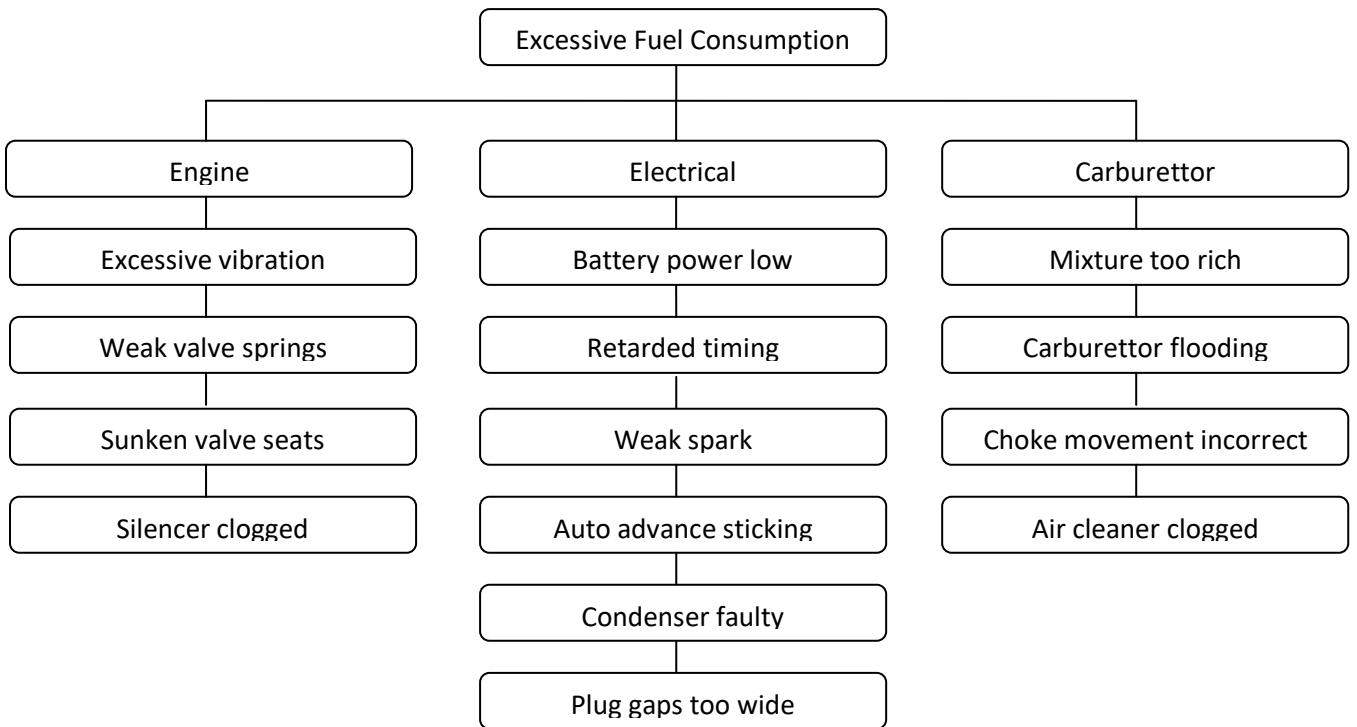 Excessive Fuel Consumption
Engine
Electrical
Carburettor
Excessive vibration
Battery power low
Mixture too rich
Weak valve springs
Retarded timing
Carburettor flooding
Sunken valve seats
Weak spark
Choke movement incorrect
Silencer clogged
Auto advance sticking
Air cleaner clogged
Condenser faulty
Plug gaps too wide